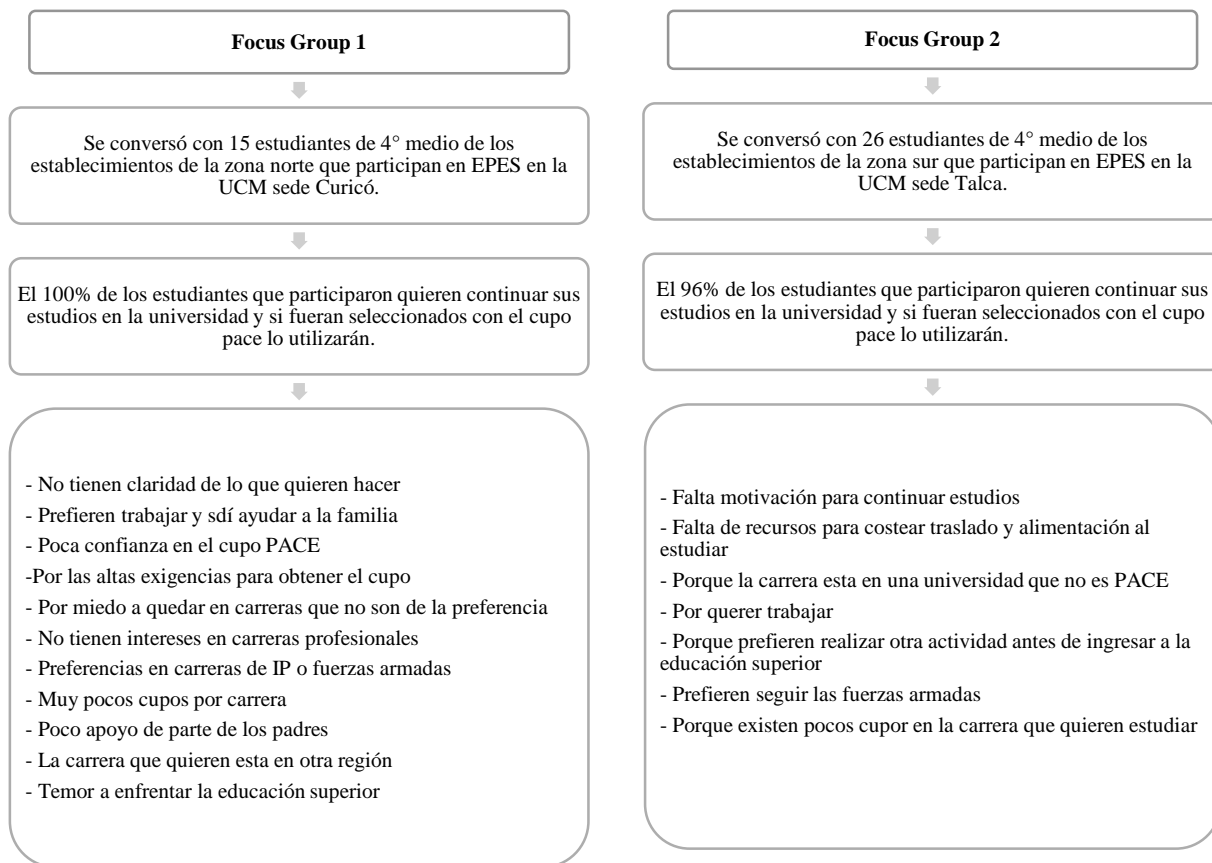 Focus Group 1
Se conversó con 15 estudiantes de 4° medio de los
establecimientos de la zona norte que participan en EPES en la
UCM sede Curicó.
El 100% de los estudiantes que participaron quieren continuar sus
estudios en la universidad y si fueran seleccionados con el cupo
pace lo utilizarán.
- No tienen claridad de lo que quieren hacer
- Prefieren trabajar y sdí ayudar a la familia
- Poca confianza en el cupo PACE
-Por las altas exigencias para obtener el cupo
- Por miedo a quedar en carreras que no son de la preferencia
- No tienen intereses en carreras profesionales
- Preferencias en carreras de IP o fuerzas armadas
- Muy pocos cupos por carrera
- Poco apoyo de parte de los padres
- La carrera que quieren esta en otra región
- Temor a enfrentar la educación superior
Focus Group 2
Se conversó con 26 estudiantes de 4° medio de los
establecimientos de la zona sur que participan en EPES en la
UCM sede Talca.
El 96% de los estudiantes que participaron quieren continuar sus
estudios en la universidad y si fueran seleccionados con el cupo
pace lo utilizarán.
- Falta motivación para continuar estudios
- Falta de recursos para costear traslado y alimentación al
estudiar
- Porque la carrera esta en una universidad que no es PACE
- Por querer trabajar
- Porque prefieren realizar otra actividad antes de ingresar a la
educación superior
- Prefieren seguir las fuerzas armadas
- Porque existen pocos cupor en la carrera que quieren estudiar